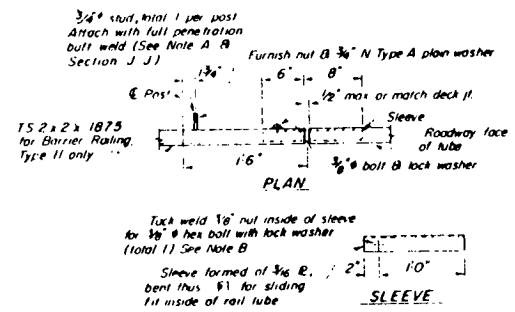 3/4" ⌀ stud, total 1 per post
Attach with full penetration
butt weld (See Note A &
Section J J)
Furnish nut & 3/4" N Type A plain washer
1 3/4"
6" 8"
℄ Post
1/2" max or match deck jt.
Sleeve
TS 2 x 2 x .1875
for Barrier Railing,
Type II only
Roadway face
of tube
1'6"
3/8" ⌀ bolt & lock washer
PLAN
Tack weld 3/8" nut inside of sleeve
for 3/8" ⌀ hex bolt with lock washer
(total 1) See Note B
Sleeve formed of 3/16 PL,
bent thus for sliding
fit inside of rail tube
2" 1'0"
SLEEVE